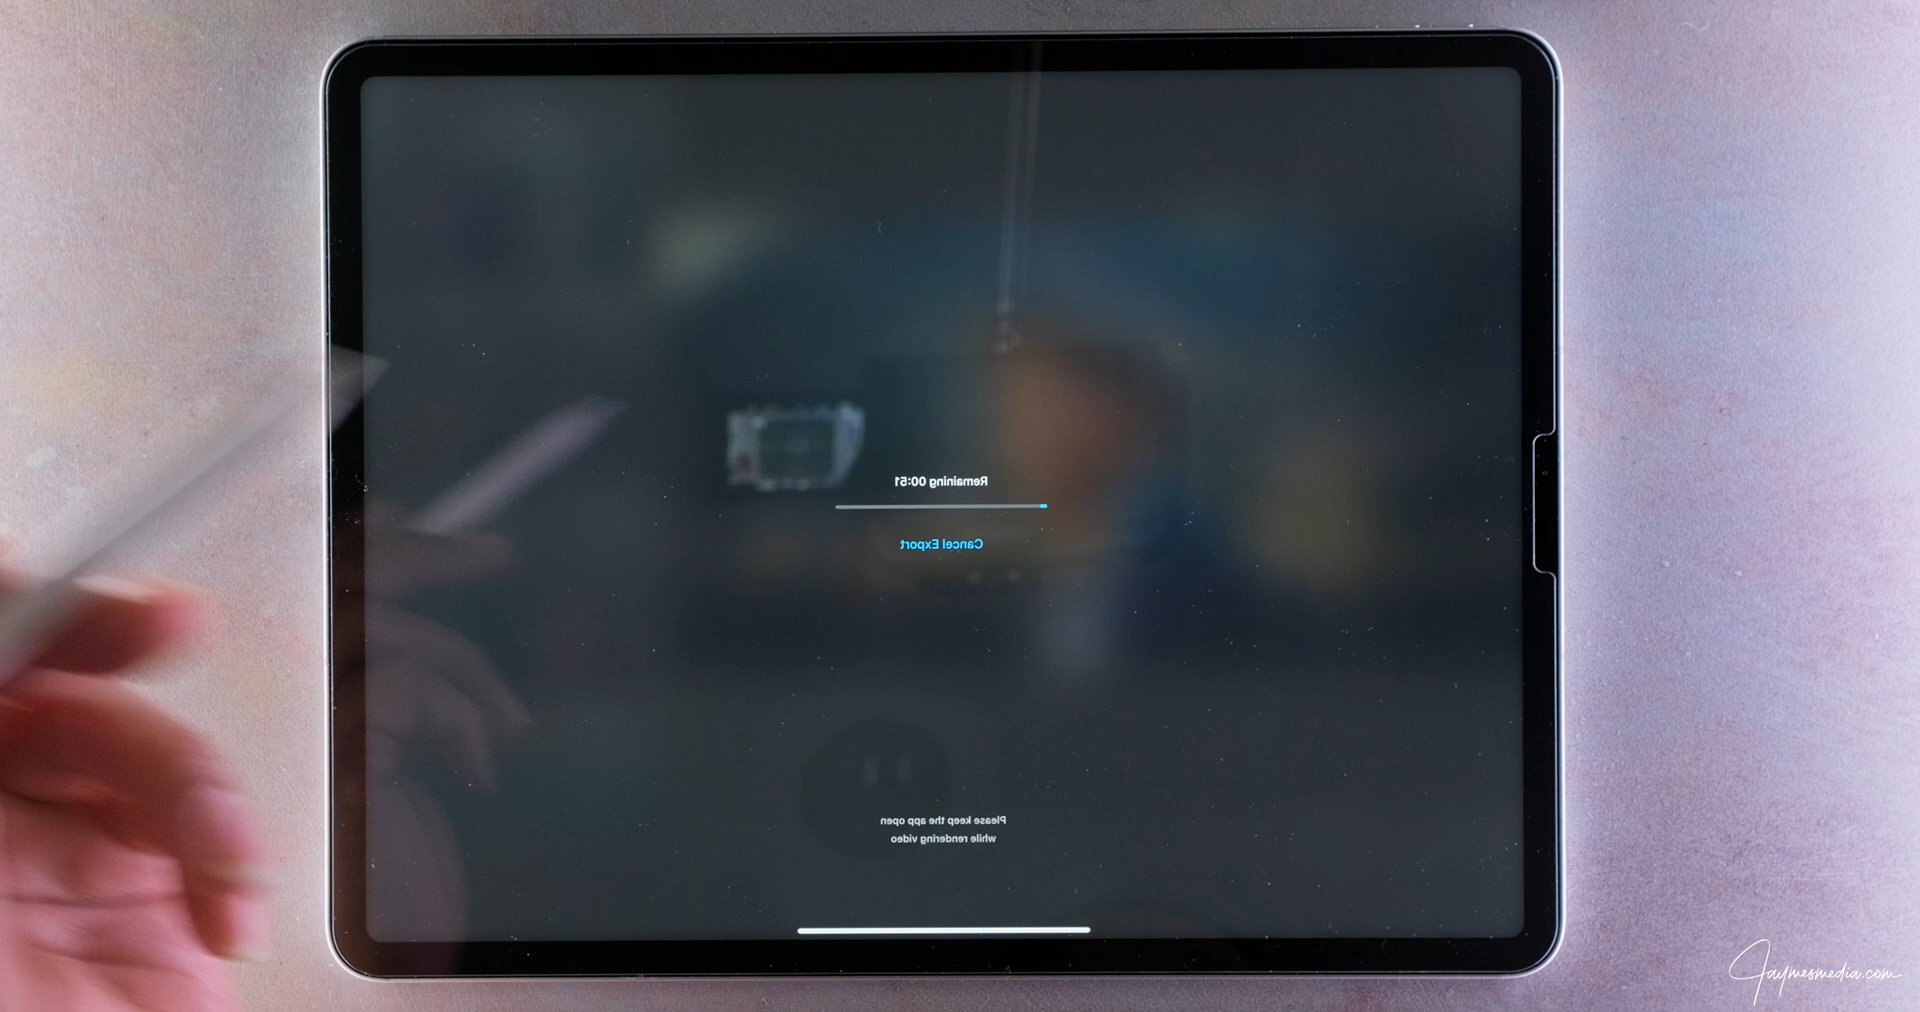 Remaining 00:51
Cancel Export
Please keep the app open
while rendering video
Jaymesmedia.com